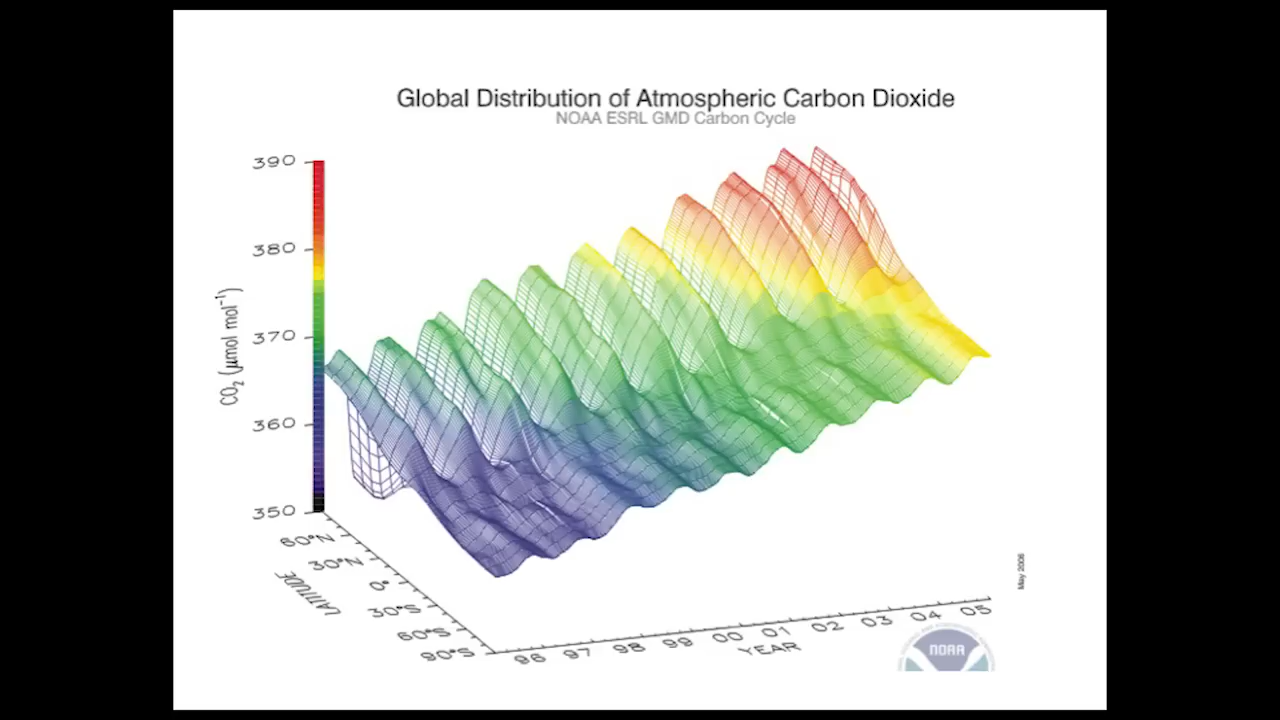 Global Distribution of Atmospheric Carbon Dioxide
NOAA ESRL GMD Carbon Cycle
390
380
370
360
350
CO₂ (μmol mol⁻¹)
60°N
30°N
0°
30°S
60°S
90°S
LATITUDE
96 97 98 99 00 01 02 03 04 05
YEAR
May 2006
NOAA